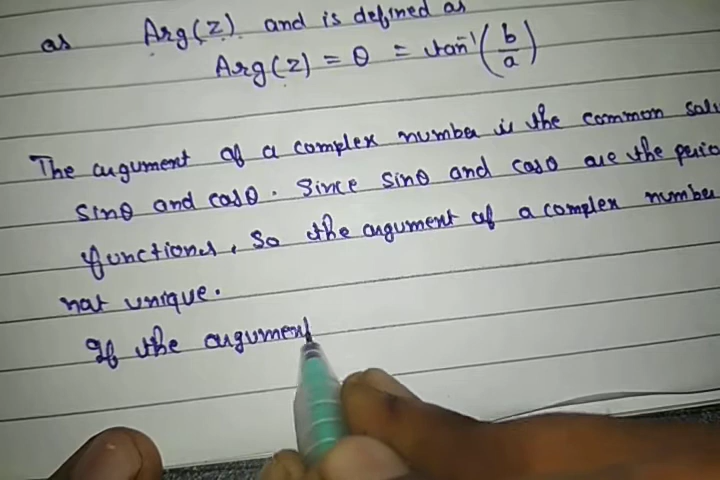 as Arg(z) and is defined as
Arg(z) = θ = tan⁻¹(b/a)
The argument of a complex number is the common
sinθ and cosθ. Since sinθ and cosθ are the
functions, so the argument of a complex number
not unique.
If the argument